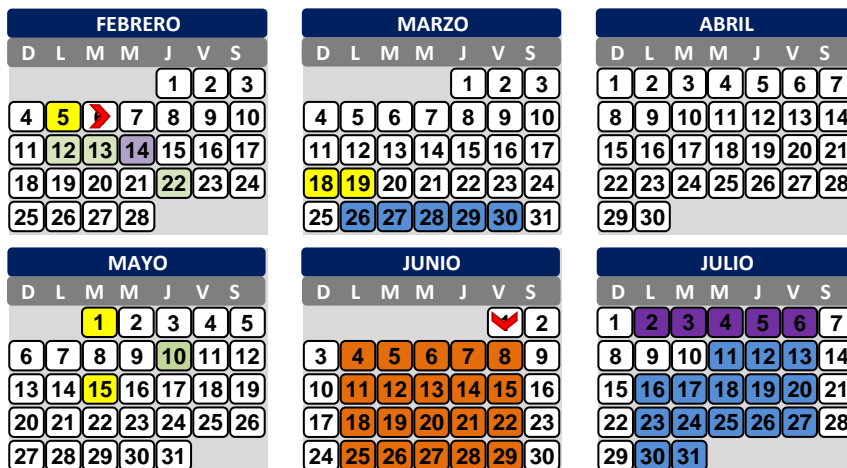 FEBRERO MARZO ABRIL
D L M M J V S D L M M J V S D L M M J V S
1 2 3 1 2 3 1 2 3 4 5 6 7
4 5 7 8 9 10 4 5 6 7 8 9 10 8 9 10 11 12 13 14
11 12 13 14 15 16 17 11 12 13 14 15 16 17 15 16 17 18 19 20 21
18 19 20 21 22 23 24 18 19 20 21 22 23 24 22 23 24 25 26 27 28
25 26 27 28 25 26 27 28 29 30 31 29 30
MAYO JUNIO JULIO
D L M M J V S D L M M J V S D L M M J V S
1 2 3 4 5 2 1 2 3 4 5 6 7
6 7 8 9 10 11 12 3 4 5 6 7 8 9 8 9 10 11 12 13 14
13 14 15 16 17 18 19 10 11 12 13 14 15 16 15 16 17 18 19 20 21
20 21 22 23 24 25 26 17 18 19 20 21 22 23 22 23 24 25 26 27 28
27 28 29 30 31 24 25 26 27 28 29 30 29 30 31